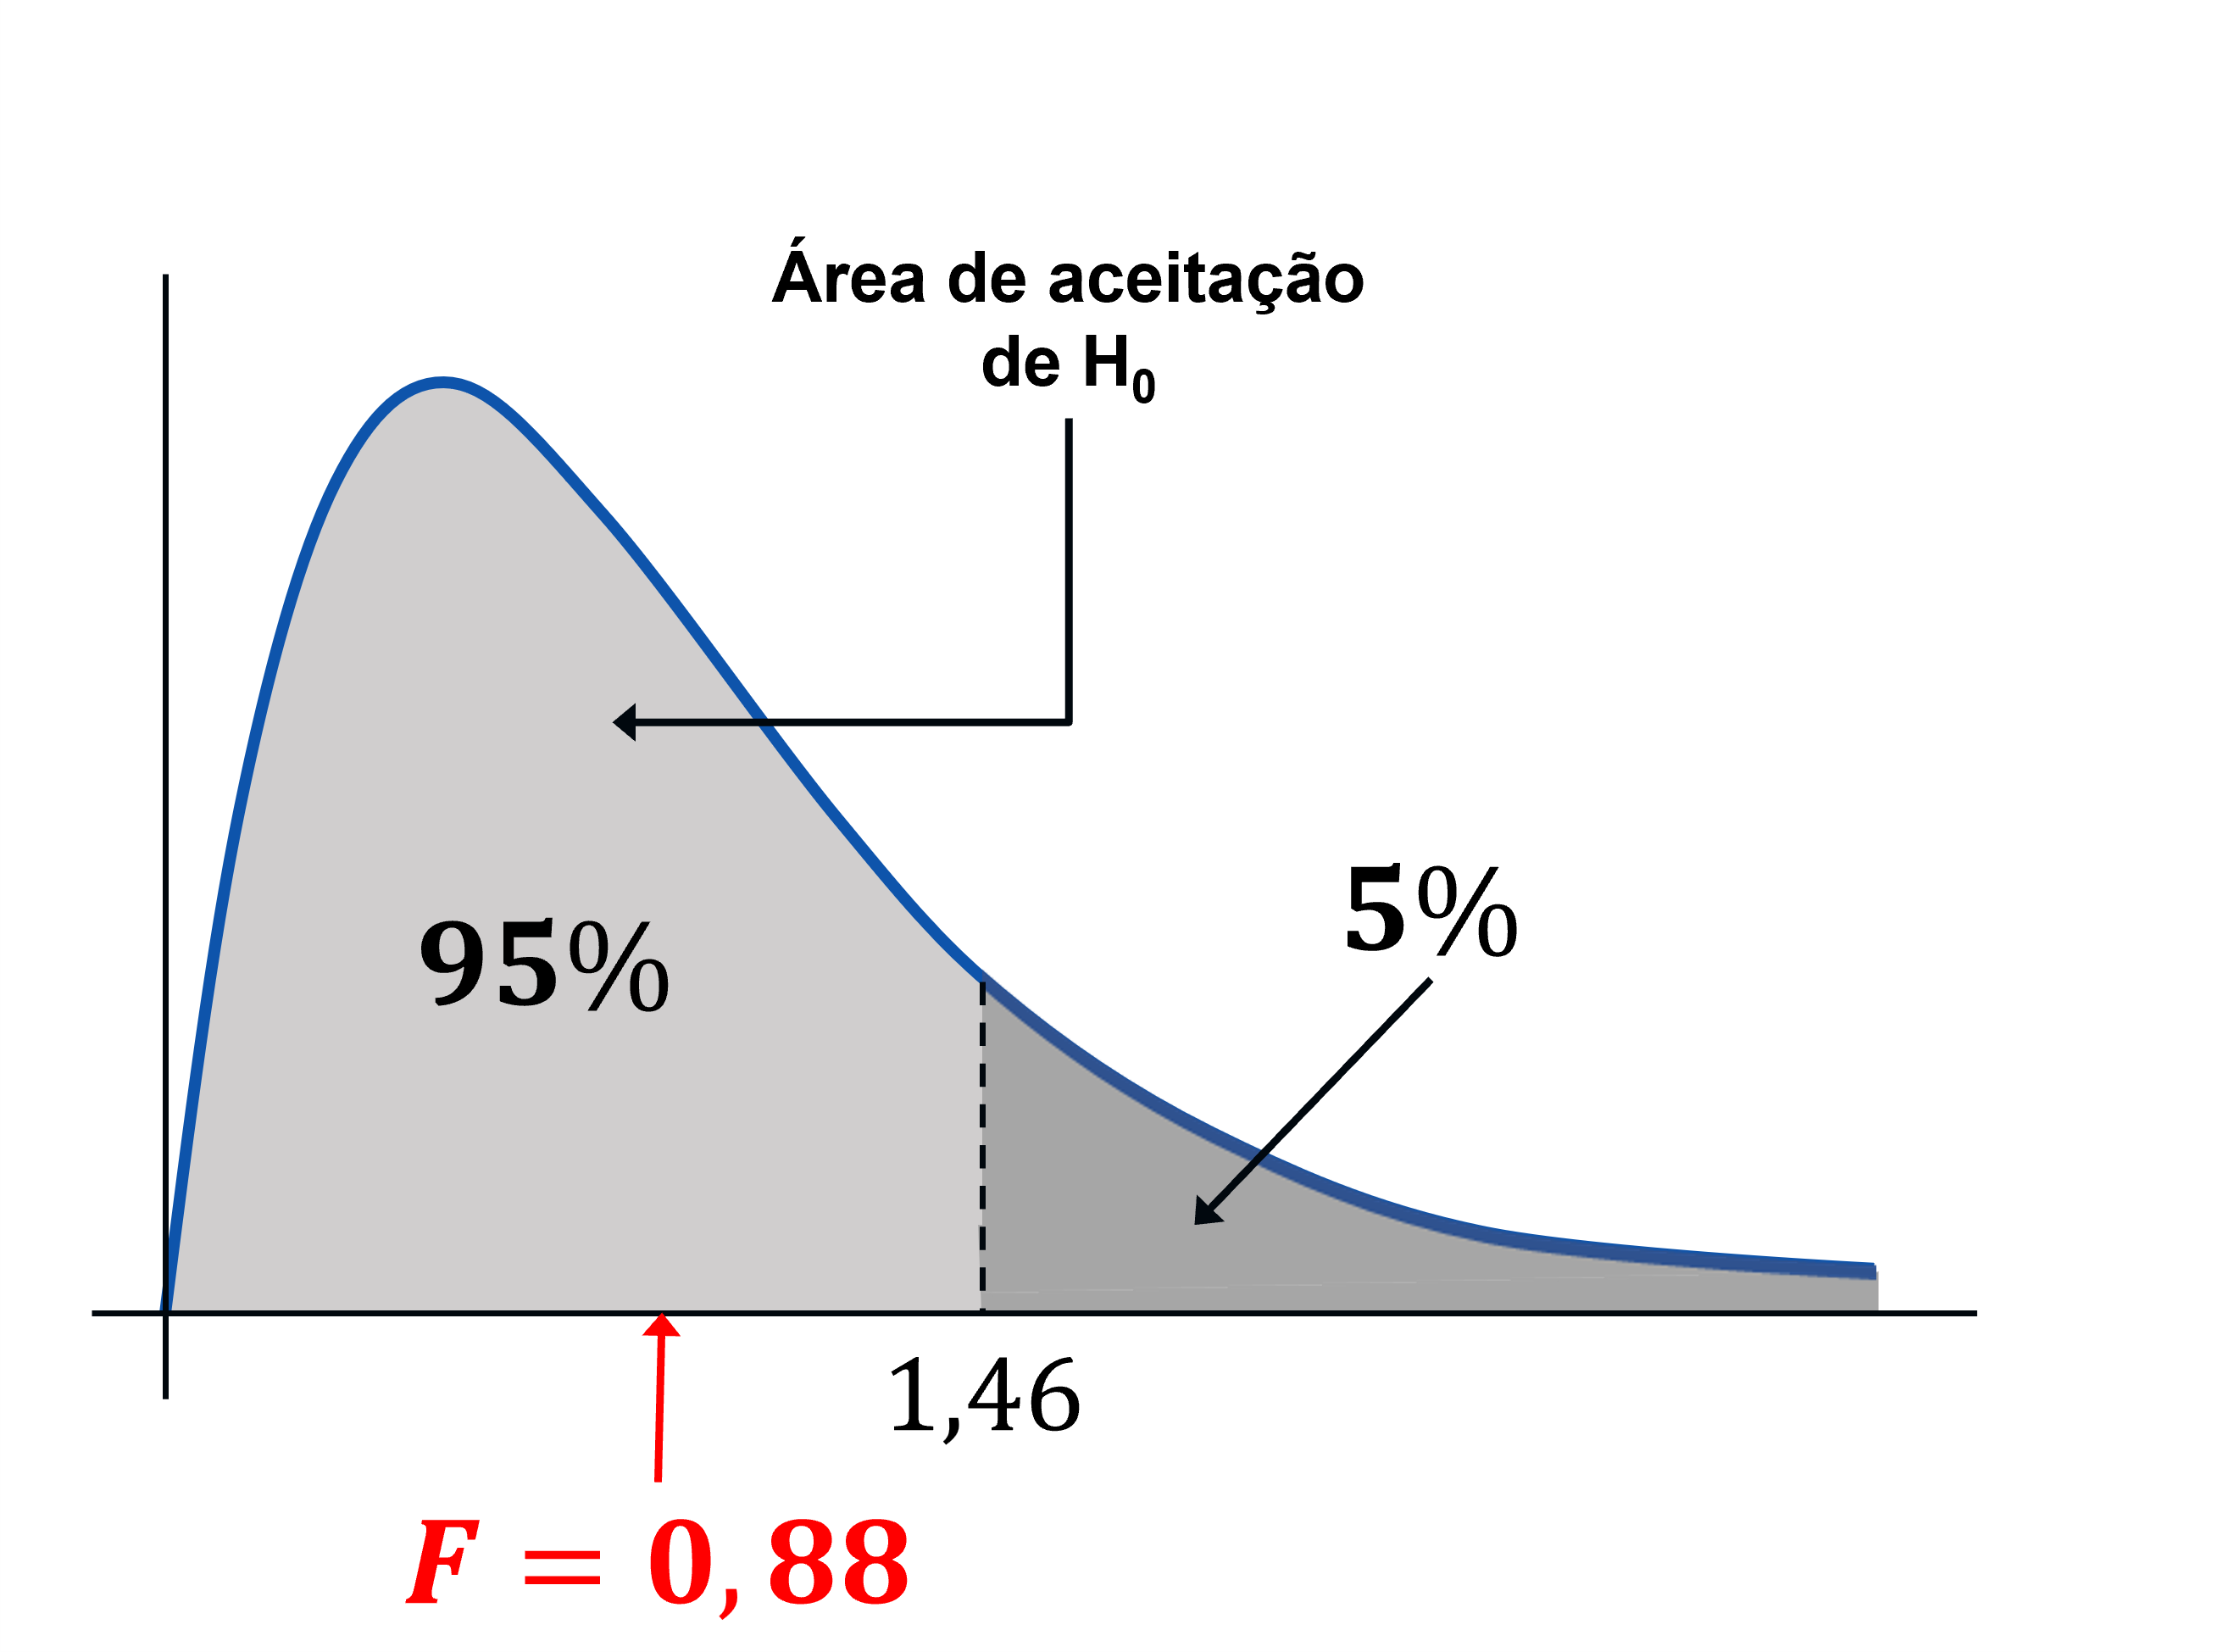 Área de aceitação
de H₀
95%
5%
1,46
F = 0,88